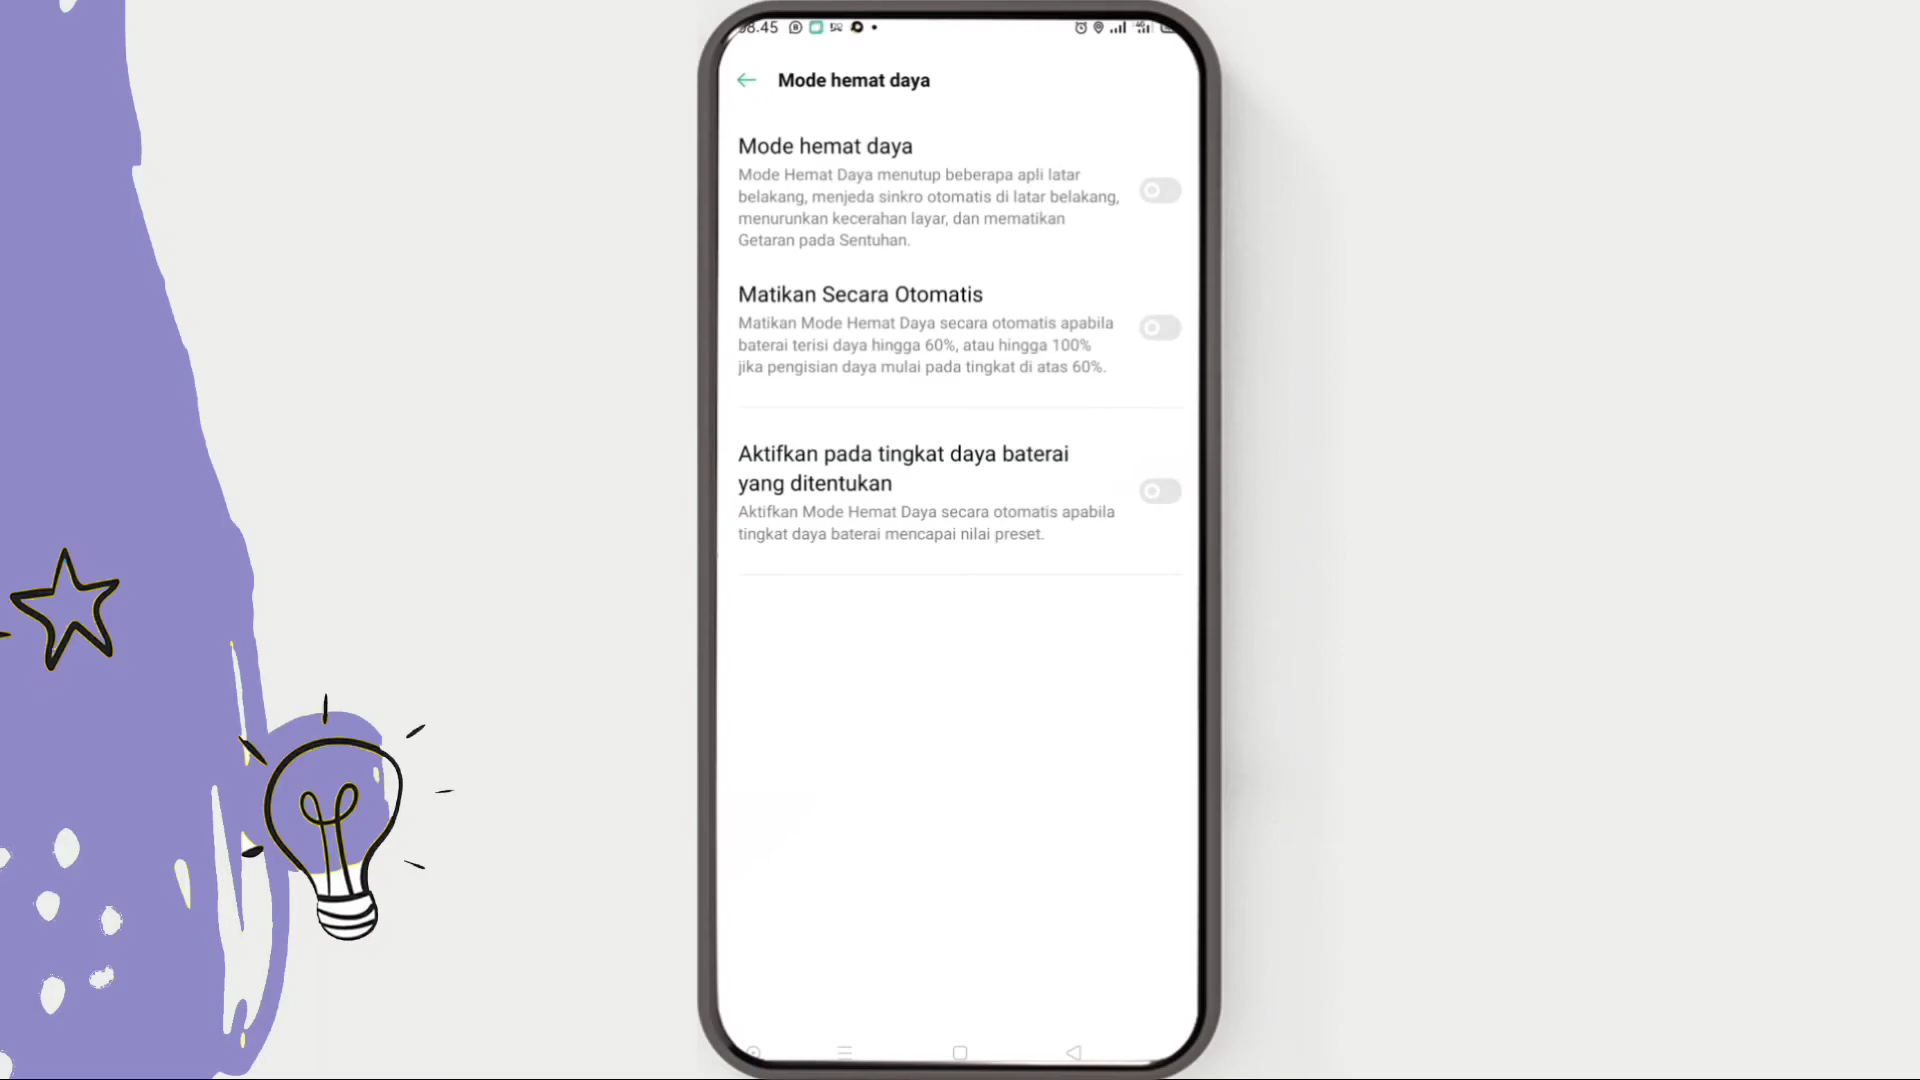 Mode hemat daya
Mode hemat daya
Mode Hemat Daya menutup beberapa apli latar
belakang, menjeda sinkro otomatis di latar belakang,
menurunkan kecerahan layar, dan mematikan
Getaran pada Sentuhan.
Matikan Secara Otomatis
Matikan Mode Hemat Daya secara otomatis apabila
baterai terisi daya hingga 60%, atau hingga 100%
jika pengisian daya mulai pada tingkat di atas 60%.
Aktifkan pada tingkat daya baterai
yang ditentukan
Aktifkan Mode Hemat Daya secara otomatis apabila
tingkat daya baterai mencapai nilai preset.